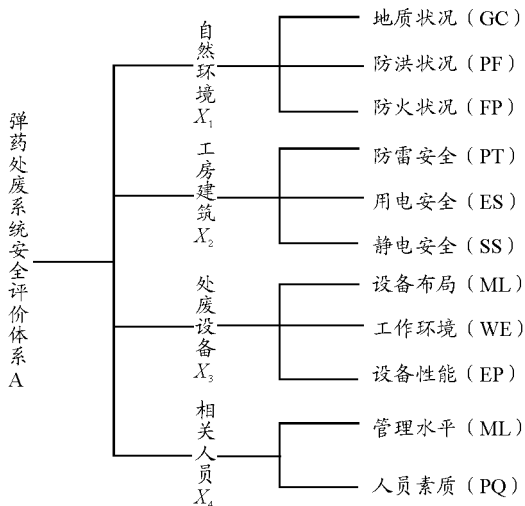 弹药处废系统安全评价体系A
自然环境X₁
地质状况（GC）
防洪状况（PF）
防火状况（FP）
工房建筑X₂
防雷安全（PT）
用电安全（ES）
静电安全（SS）
处废设备X₃
设备布局（ML）
工作环境（WE）
设备性能（EP）
相关人员X₄
管理水平（ML）
人员素质（PQ）